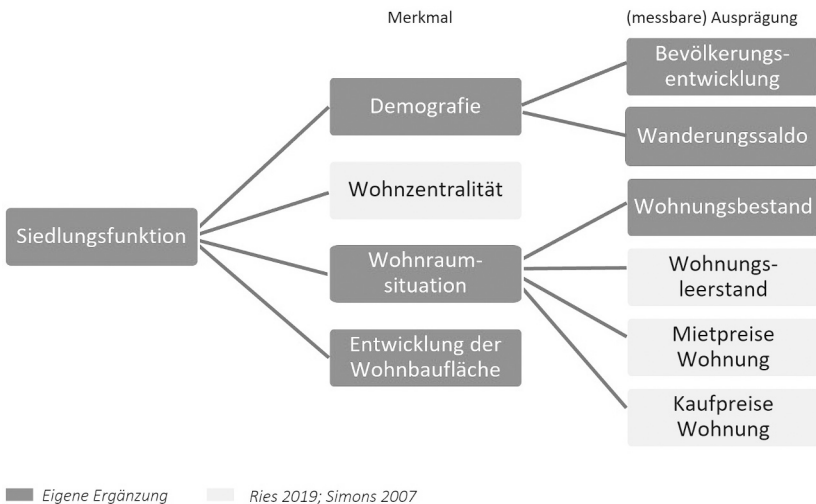 Merkmal
(messbare) Ausprägung
Siedlungsfunktion
Demografie
Wohnzentralität
Wohnraum-
situation
Entwicklung der
Wohnbaufläche
Bevölkerungs-
entwicklung
Wanderungssaldo
Wohnungsbestand
Wohnungs-
leerstand
Mietpreise
Wohnung
Kaufpreise
Wohnung
Eigene Ergänzung
Ries 2019; Simons 2007